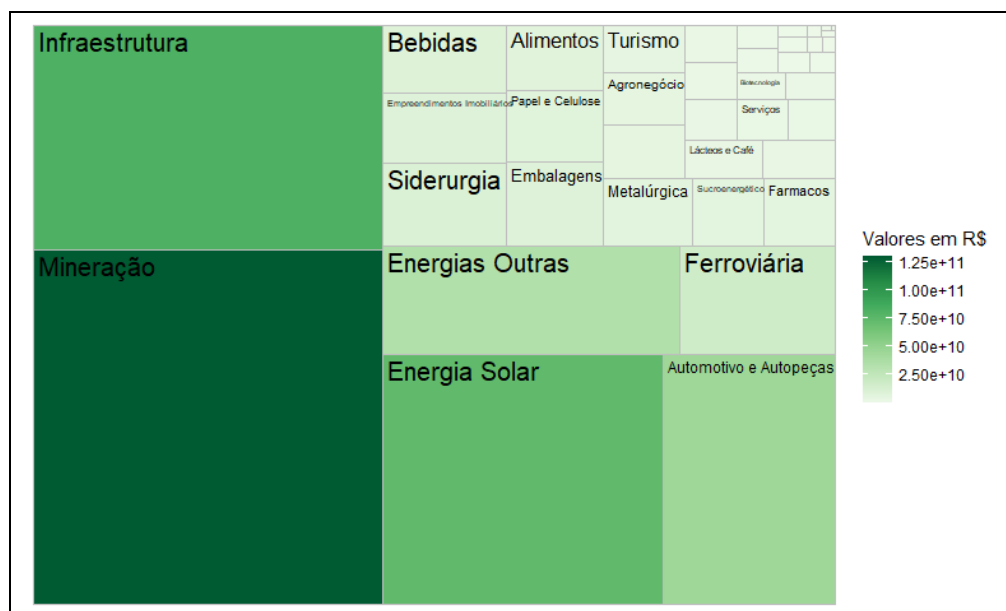 Infraestrutura
Bebidas
Alimentos
Turismo
Empreendimentos Imobiliários
Papel e Celulose
Agronegócio
Biotecnologia
Serviços
Siderurgia
Embalagens
Lácteos e Café
Metalúrgica
Sucroenergético
Farmacos
Mineração
Energias Outras
Ferroviária
Energia Solar
Automotivo e Autopeças
Valores em R$
1.25e+11
1.00e+11
7.50e+10
5.00e+10
2.50e+10